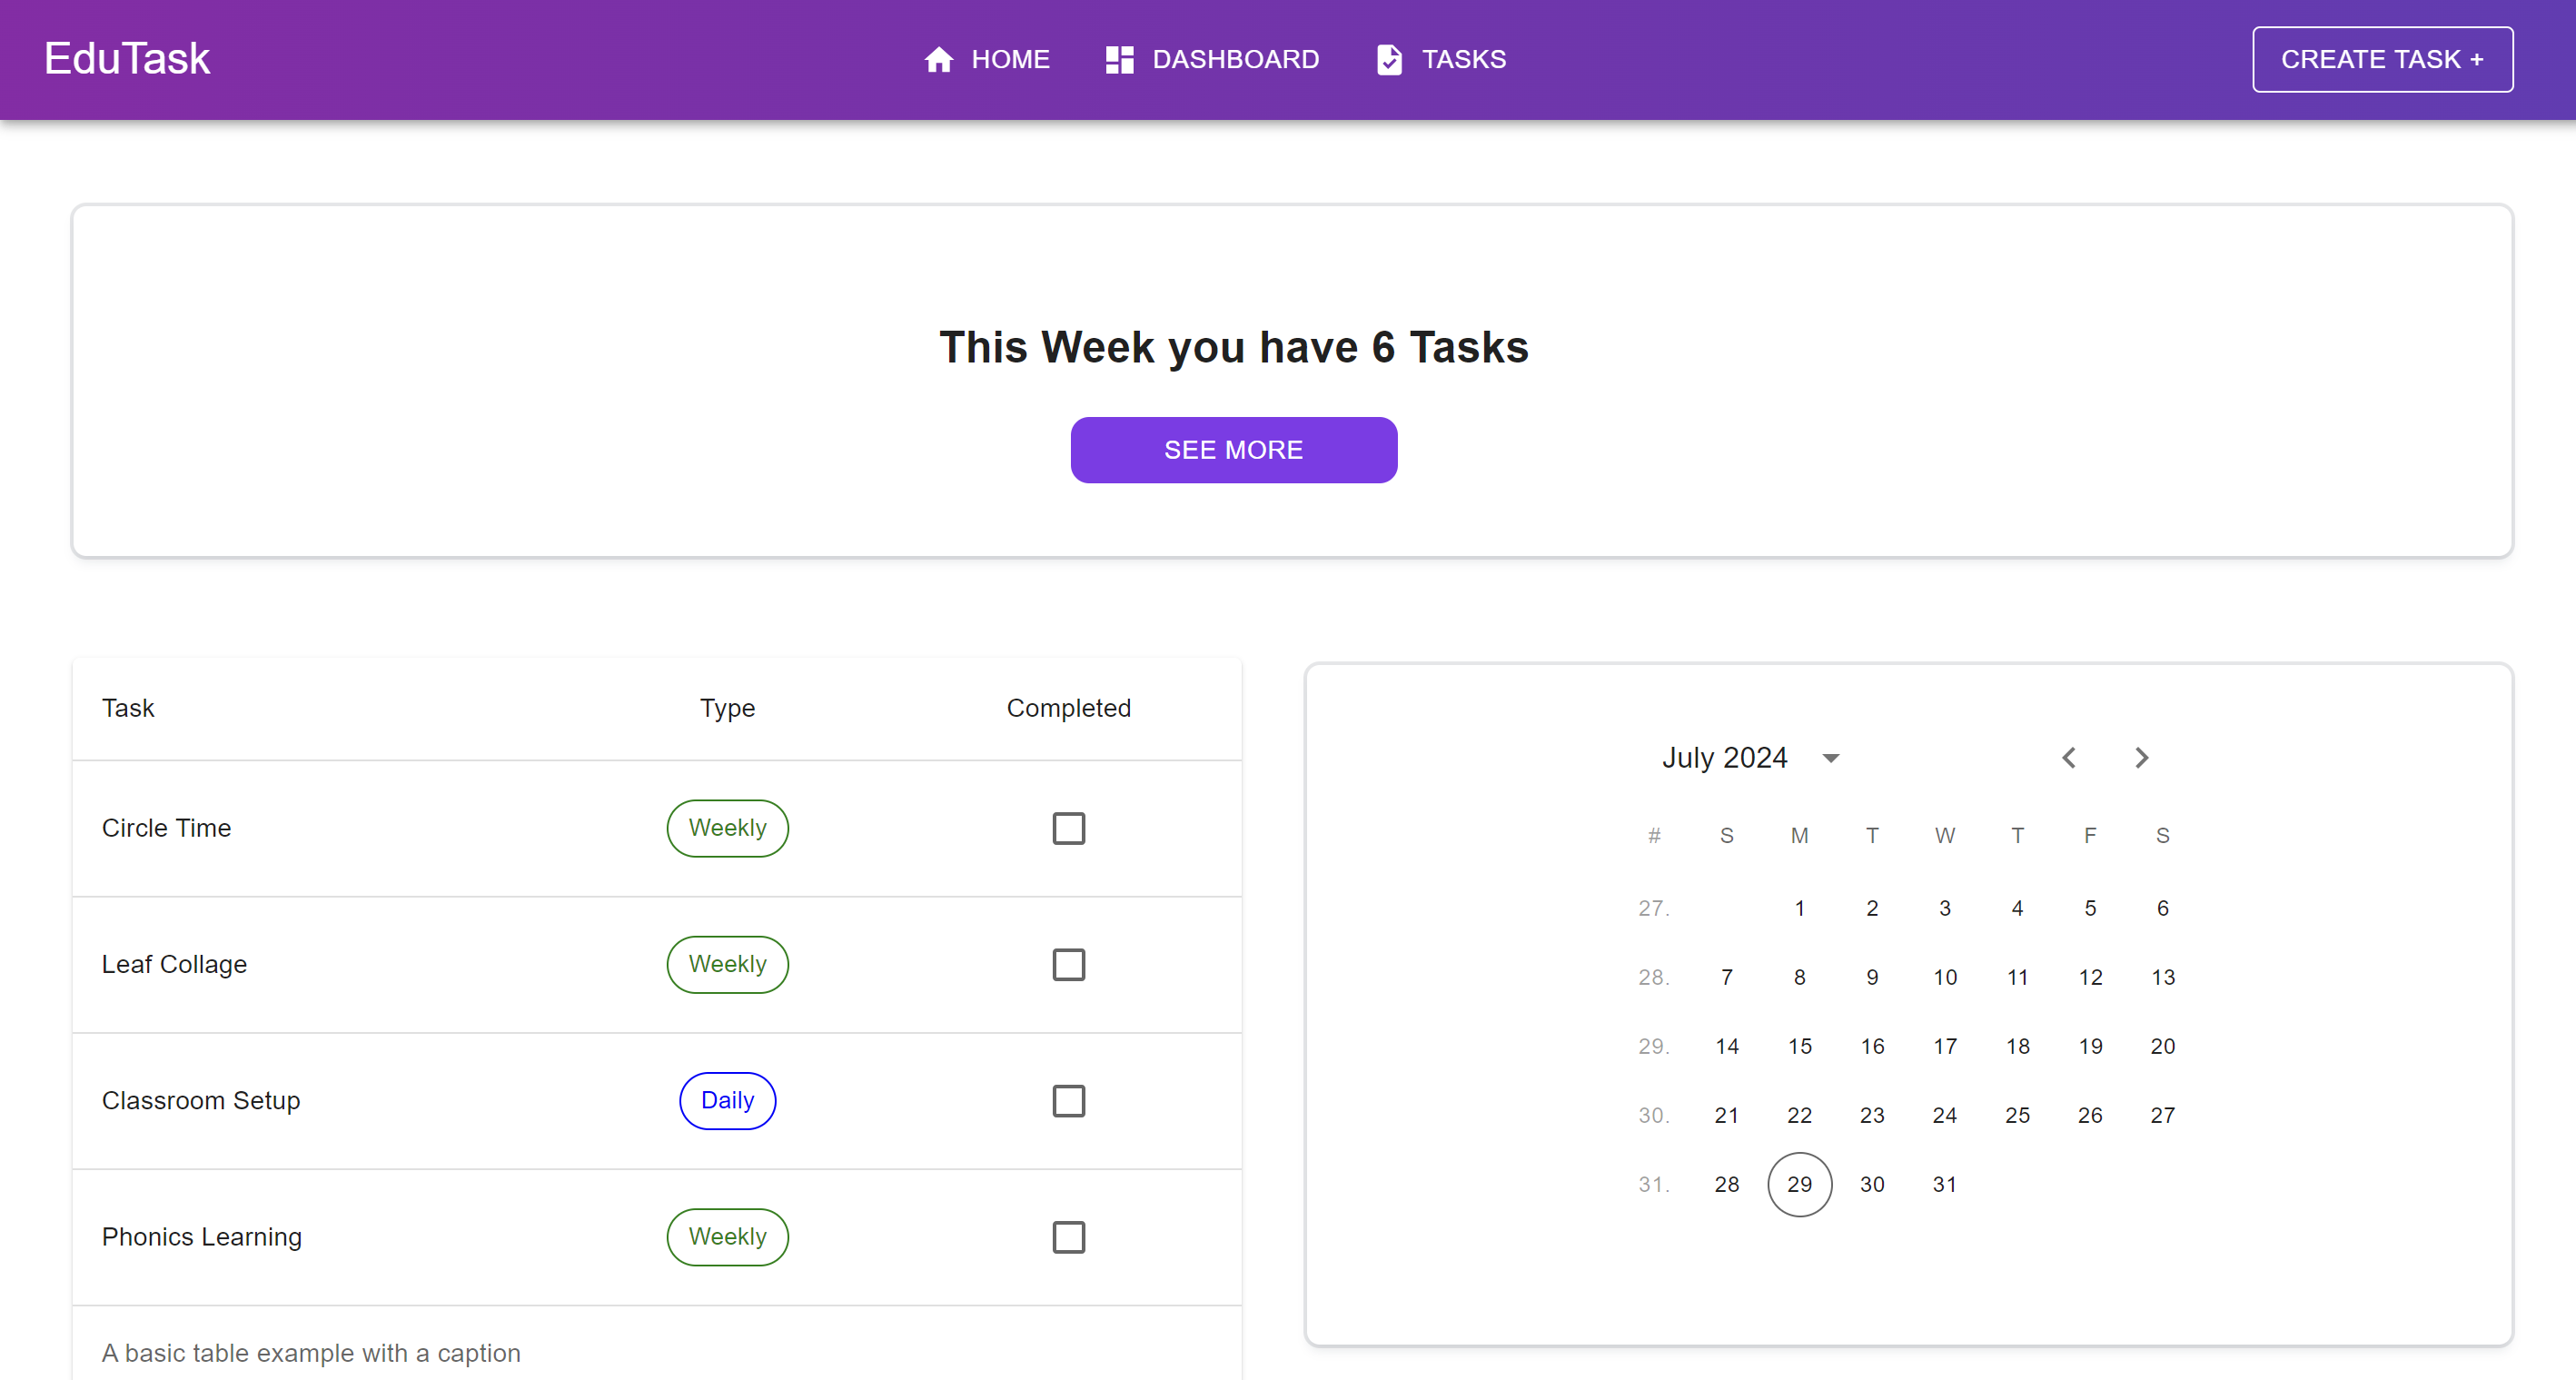 EduTask
HOME DASHBOARD TASKS
CREATE TASK +
This Week you have 6 Tasks
SEE MORE
Task Type Completed
Circle Time Weekly
Leaf Collage Weekly
Classroom Setup Daily
Phonics Learning Weekly
A basic table example with a caption
July 2024
# S M T W T F S
27. 1 2 3 4 5 6
28. 7 8 9 10 11 12 13
29. 14 15 16 17 18 19 20
30. 21 22 23 24 25 26 27
31. 28 29 30 31